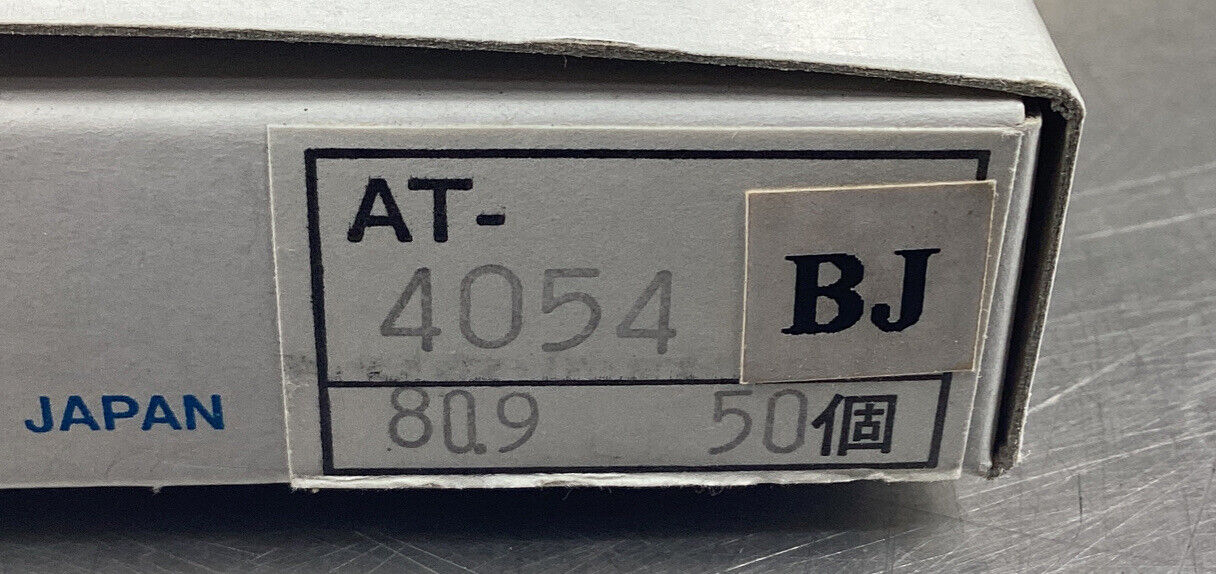 AT-
4054
BJ
80.9 50個
JAPAN